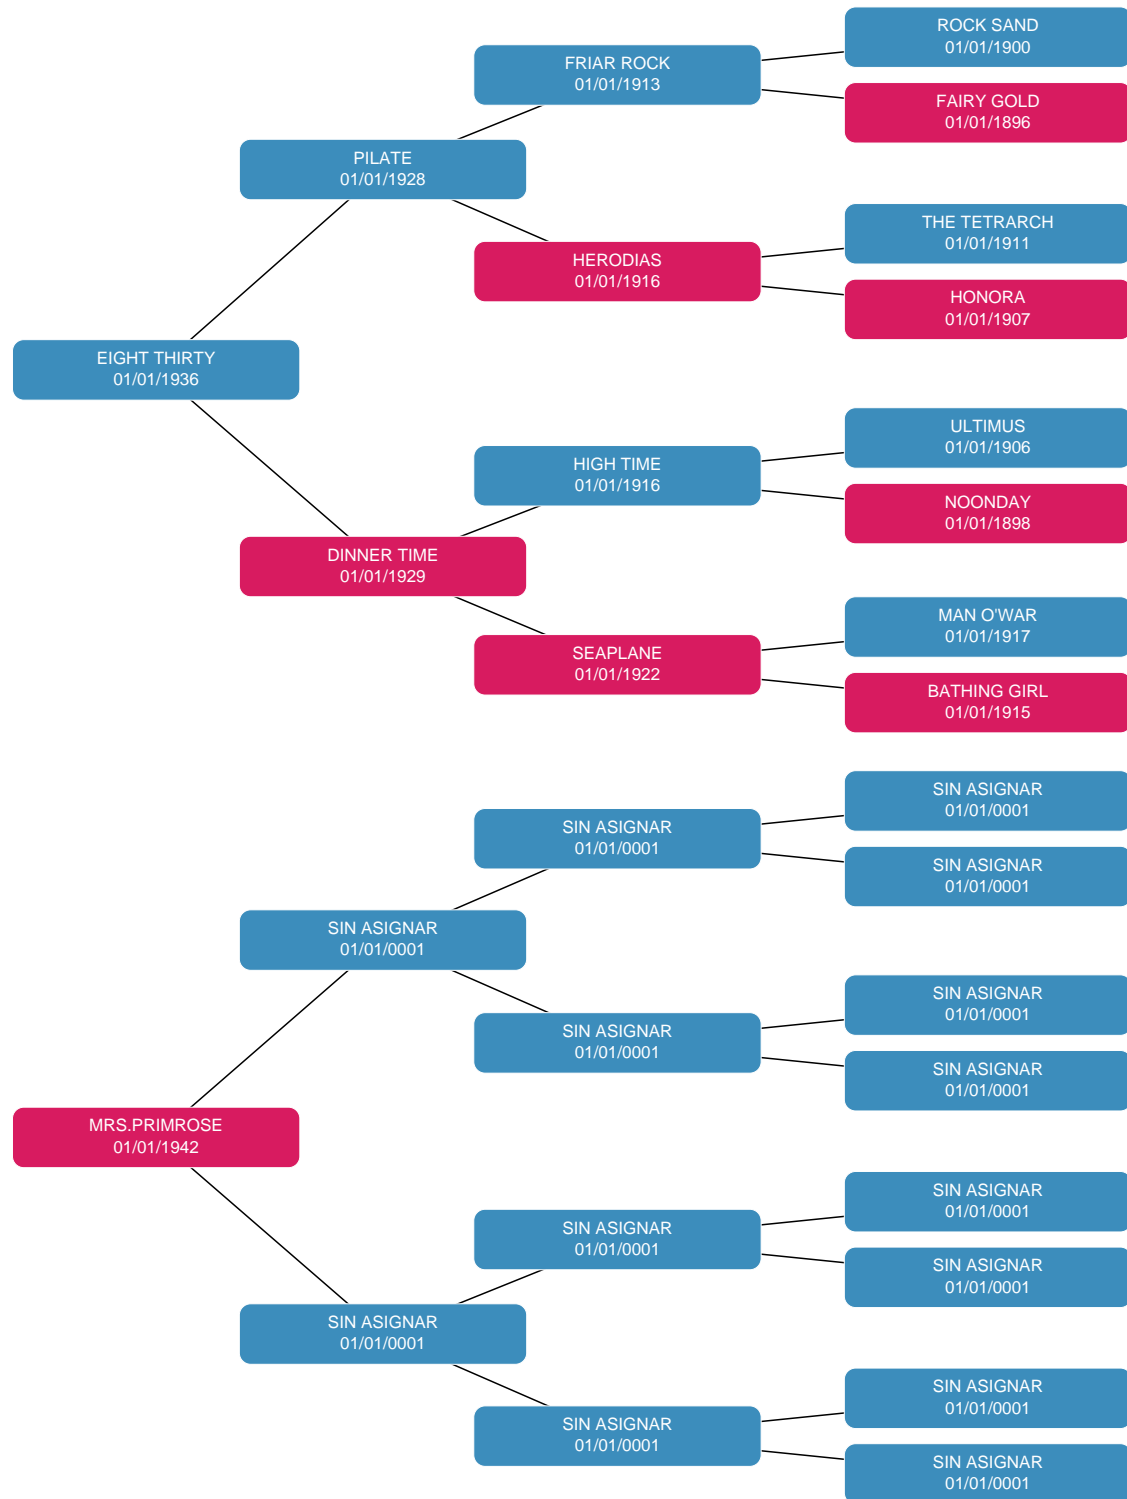 ROCK SAND
01/01/1900
FRIAR ROCK
01/01/1913
FAIRY GOLD
01/01/1896
PILATE
01/01/1928
THE TETRARCH
01/01/1911
HERODIAS
01/01/1916
HONORA
01/01/1907
EIGHT THIRTY
01/01/1936
ULTIMUS
01/01/1906
HIGH TIME
01/01/1916
NOONDAY
01/01/1898
DINNER TIME
01/01/1929
MAN O'WAR
01/01/1917
SEAPLANE
01/01/1922
BATHING GIRL
01/01/1915
SIN ASIGNAR
01/01/0001
SIN ASIGNAR
01/01/0001
SIN ASIGNAR
01/01/0001
SIN ASIGNAR
01/01/0001
SIN ASIGNAR
01/01/0001
SIN ASIGNAR
01/01/0001
SIN ASIGNAR
01/01/0001
MRS.PRIMROSE
01/01/1942
SIN ASIGNAR
01/01/0001
SIN ASIGNAR
01/01/0001
SIN ASIGNAR
01/01/0001
SIN ASIGNAR
01/01/0001
SIN ASIGNAR
01/01/0001
SIN ASIGNAR
01/01/0001
SIN ASIGNAR
01/01/0001